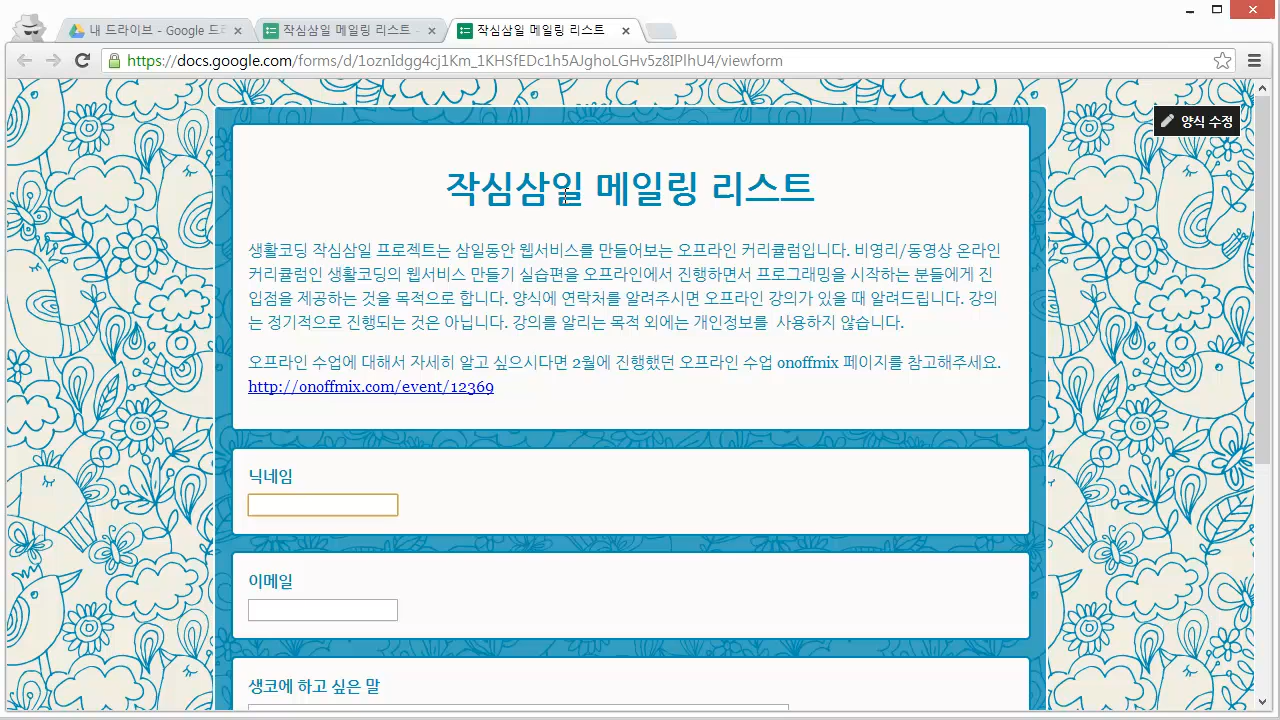 내 드라이브 - Google 드
작심삼일 메일링 리스트 -
작심삼일 메일링 리스트
양식 수정
작심삼일 메일링 리스트
생활코딩 작심삼일 프로젝트는 삼일동안 웹서비스를 만들어보는 오프라인 커리큘럼입니다. 비영리/동영상 온라인
커리큘럼인 생활코딩의 웹서비스 만들기 실습편을 오프라인에서 진행하면서 프로그래밍을 시작하는 분들에게 진
입점을 제공하는 것을 목적으로 합니다. 양식에 연락처를 알려주시면 오프라인 강의가 있을 때 알려드립니다. 강의
는 정기적으로 진행되는 것은 아닙니다. 강의를 알리는 목적 외에는 개인정보를 사용하지 않습니다.
오프라인 수업에 대해서 자세히 알고 싶으시다면 2월에 진행했던 오프라인 수업 onoffmix 페이지를 참고해주세요.
http://onoffmix.com/event/12369
닉네임
이메일
생코에 하고 싶은 말